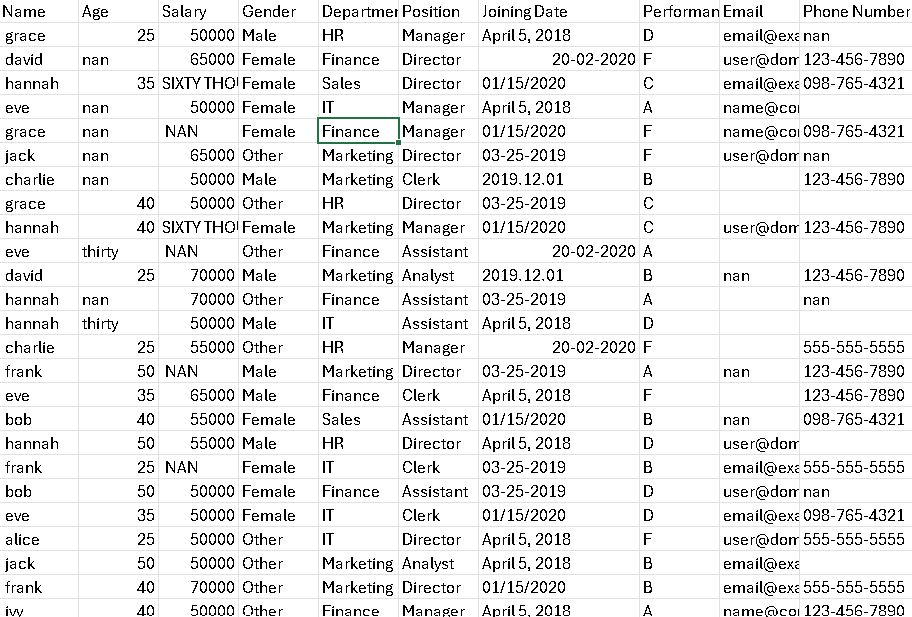 Name Age Salary Gender Departmen Position Joining Date Performan Email Phone Number
grace 25 50000 Male HR Manager April 5, 2018 D email@exa nan
david nan 65000 Female Finance Director 20-02-2020 F user@dom 123-456-7890
hannah 35 SIXTY THOU Female Sales Director 01/15/2020 C email@exa 098-765-4321
eve nan 50000 Female IT Manager April 5, 2018 A name@co
grace nan NAN Female Finance Manager 01/15/2020 F name@co 098-765-4321
jack nan 65000 Other Marketing Director 03-25-2019 F user@dom nan
charlie nan 50000 Male Marketing Clerk 2019.12.01 B 123-456-7890
grace 40 50000 Other HR Director 03-25-2019 C
hannah 40 SIXTY THOU Female Marketing Manager 01/15/2020 C user@dom 123-456-7890
eve thirty NAN Other Finance Assistant 20-02-2020 A
david 25 70000 Male Marketing Analyst 2019.12.01 B nan 123-456-7890
hannah nan 70000 Other Finance Assistant 03-25-2019 A nan
hannah thirty 50000 Male IT Assistant April 5, 2018 D
charlie 25 55000 Other HR Manager 20-02-2020 F 555-555-5555
frank 50 NAN Male Marketing Director 03-25-2019 A nan 123-456-7890
eve 35 65000 Male Finance Clerk April 5, 2018 F 123-456-7890
bob 40 55000 Female Sales Assistant 01/15/2020 B nan 098-765-4321
hannah 50 55000 Male HR Director April 5, 2018 D user@dom
frank 25 NAN Female IT Clerk 03-25-2019 B email@exa 555-555-5555
bob 50 50000 Female Finance Assistant 03-25-2019 D user@dom nan
eve 35 50000 Female IT Clerk 01/15/2020 D email@exa 098-765-4321
alice 25 50000 Other IT Director April 5, 2018 F user@dom 555-555-5555
jack 50 50000 Other Marketing Analyst April 5, 2018 B email@exa
frank 40 70000 Other Marketing Director 01/15/2020 B email@exa 555-555-5555
ivy 40 50000 Other Finance Manager April 5, 2018 A name@co 123-456-7890